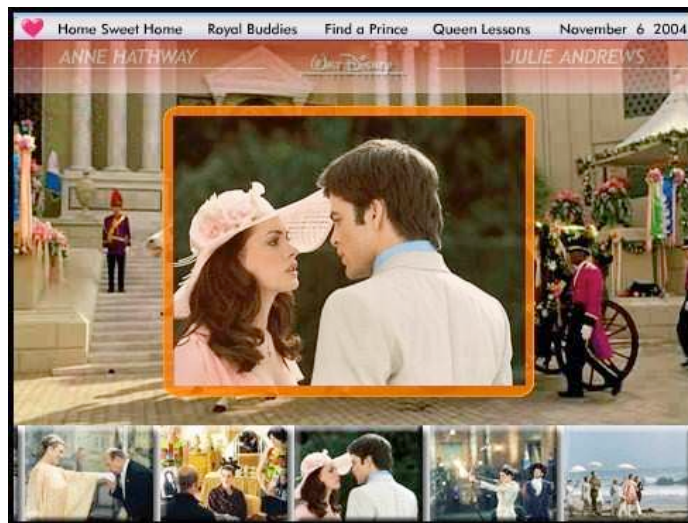 Home Sweet Home Royal Buddies Find a Prince Queen Lessons November 6 2004
ANNE HATHWAY WALT DISNEY JULIE ANDREWS